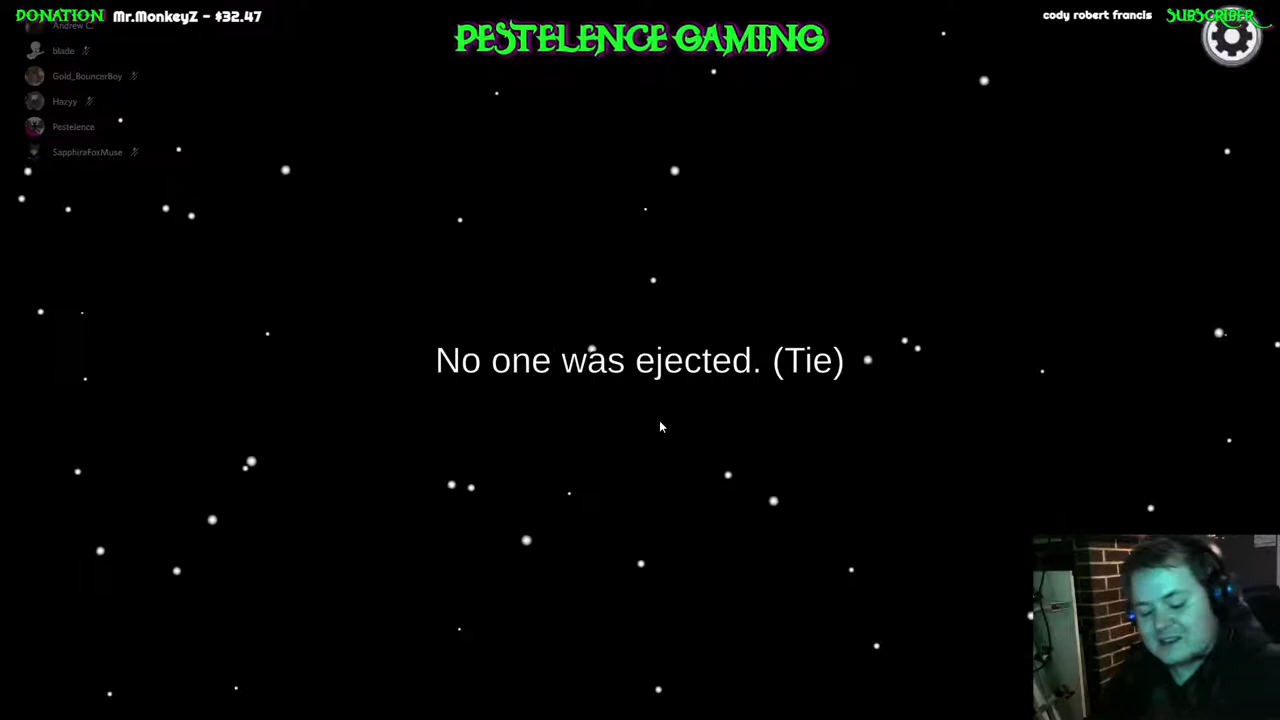 DONATION Mr.MonkeyZ - $32.47
PESTELENCE GAMING
cody robert francis SUBSCRIBER
Andrew C.
blade
Gold_BouncerBoy
Hazyy
Pestelence
SapphiraFoxMuse
No one was ejected. (Tie)